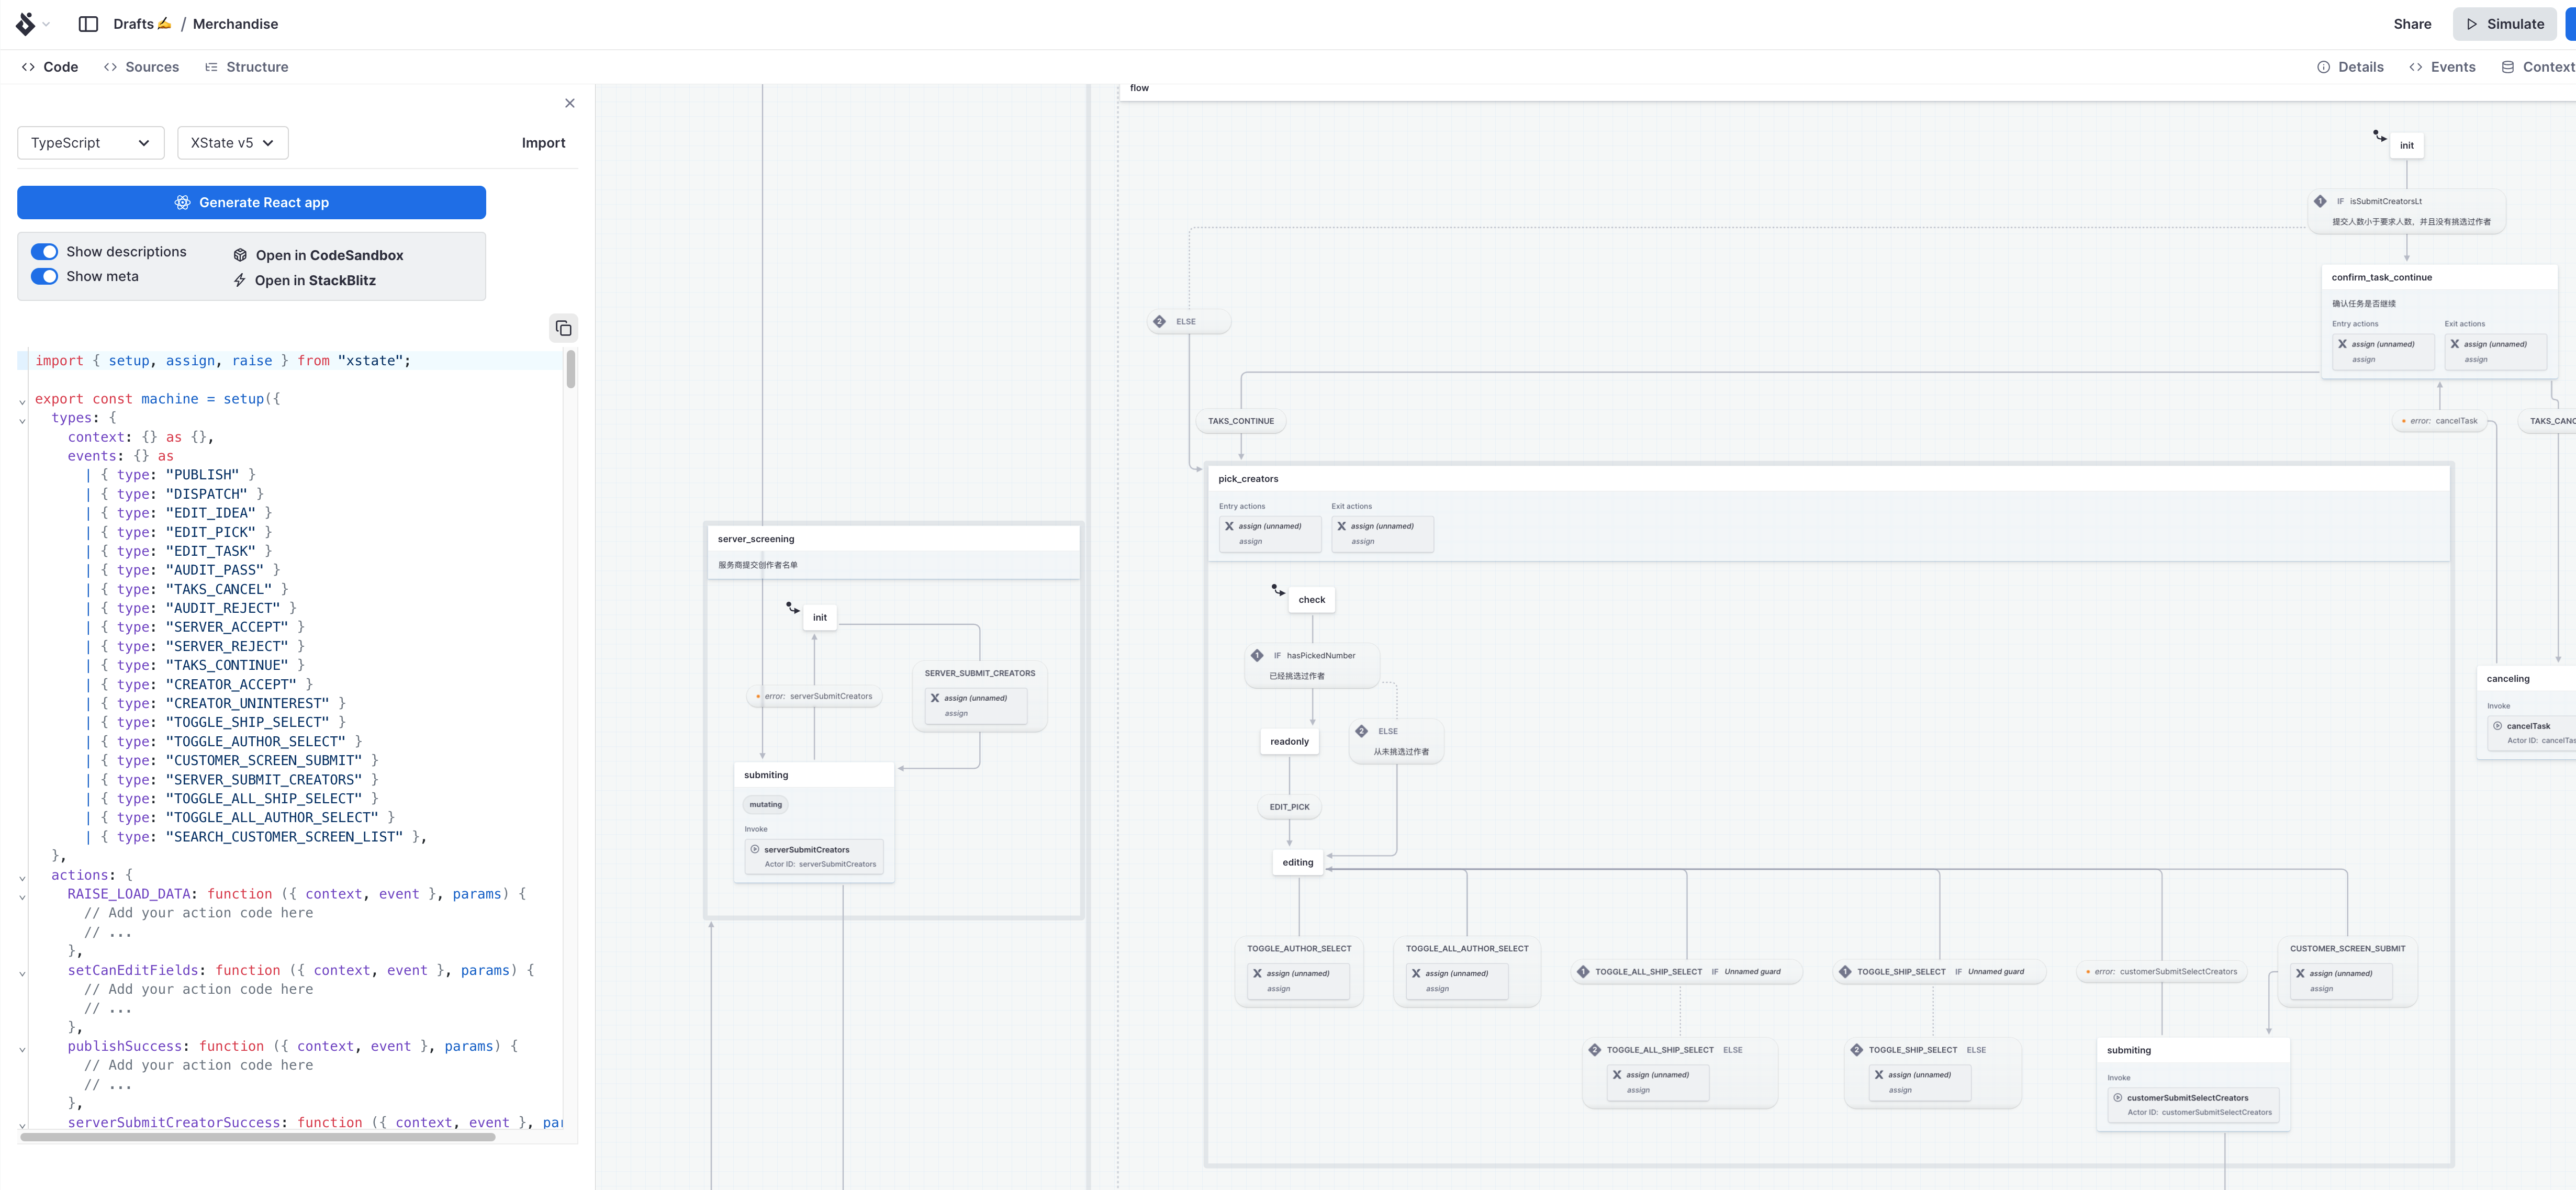 Drafts✍️ / Merchandise
Share
Simulate
Code
Sources
Structure
Details
Events
Context
TypeScript
XState v5
Import
Generate React app
Show descriptions
Show meta
Open in CodeSandbox
Open in StackBlitz
import { setup, assign, raise } from "xstate";
export const machine = setup({
types: {
context: {} as {},
events: {} as
| { type: "PUBLISH" }
| { type: "DISPATCH" }
| { type: "EDIT_IDEA" }
| { type: "EDIT_PICK" }
| { type: "EDIT_TASK" }
| { type: "AUDIT_PASS" }
| { type: "TAKS_CANCEL" }
| { type: "AUDIT_REJECT" }
| { type: "SERVER_ACCEPT" }
| { type: "SERVER_REJECT" }
| { type: "TAKS_CONTINUE" }
| { type: "CREATOR_ACCEPT" }
| { type: "CREATOR_UNINTEREST" }
| { type: "TOGGLE_SHIP_SELECT" }
| { type: "TOGGLE_AUTHOR_SELECT" }
| { type: "CUSTOMER_SCREEN_SUBMIT" }
| { type: "SERVER_SUBMIT_CREATORS" }
| { type: "TOGGLE_ALL_SHIP_SELECT" }
| { type: "TOGGLE_ALL_AUTHOR_SELECT" }
| { type: "SEARCH_CUSTOMER_SCREEN_LIST" },
},
actions: {
RAISE_LOAD_DATA: function ({ context, event }, params) {
// Add your action code here
// ...
},
setCanEditFields: function ({ context, event }, params) {
// Add your action code here
// ...
},
publishSuccess: function ({ context, event }, params) {
// Add your action code here
// ...
},
serverSubmitCreatorSuccess: function ({ context, event }, par
server_screening
服务商提交创作者名单
init
error: serverSubmitCreators
SERVER_SUBMIT_CREATORS
assign (unnamed)
assign
submiting
mutating
Invoke
serverSubmitCreators
Actor ID: serverSubmitCreators
flow
init
1 IF isSubmitCreatorsLt
提交人数小于要求人数，并且没有挑选过作者
2 ELSE
confirm_task_continue
确认任务是否继续
Entry actions
Exit actions
assign (unnamed)
assign
assign (unnamed)
assign
TAKS_CONTINUE
error: cancelTask
TAKS_CANC
pick_creators
Entry actions
Exit actions
assign (unnamed)
assign
assign (unnamed)
assign
check
1 IF hasPickedNumber
已经挑选过作者
readonly
2 ELSE
从未挑选过作者
EDIT_PICK
editing
canceling
Invoke
cancelTask
Actor ID: cancelTas
TOGGLE_AUTHOR_SELECT
assign (unnamed)
assign
TOGGLE_ALL_AUTHOR_SELECT
assign (unnamed)
assign
1 TOGGLE_ALL_SHIP_SELECT IF Unnamed guard
1 TOGGLE_SHIP_SELECT IF Unnamed guard
error: customerSubmitSelectCreators
CUSTOMER_SCREEN_SUBMIT
assign (unnamed)
assign
2 TOGGLE_ALL_SHIP_SELECT ELSE
assign (unnamed)
assign
2 TOGGLE_SHIP_SELECT ELSE
assign (unnamed)
assign
submiting
Invoke
customerSubmitSelectCreators
Actor ID: customerSubmitSelectCreators